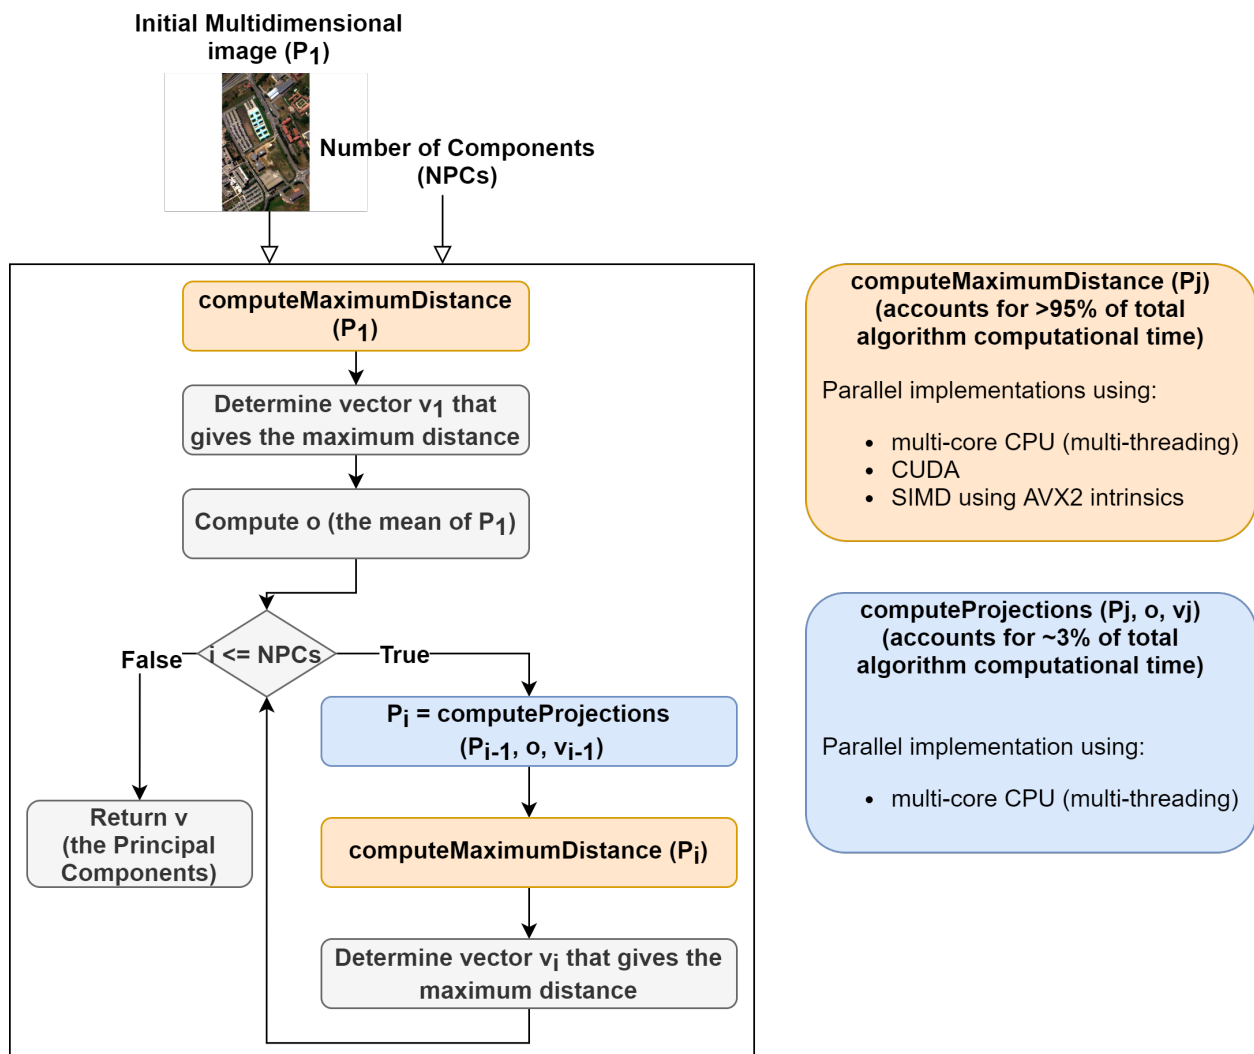 Initial Multidimensional
image (P1)
Number of Components
(NPCs)
computeMaximumDistance
(P1)
Determine vector v1 that
gives the maximum distance
Compute o (the mean of P1)
i <= NPCs
False
True
Pi = computeProjections
(Pi-1, o, vi-1)
computeMaximumDistance (Pi)
Determine vector vi that gives the
maximum distance
Return v
(the Principal
Components)
computeMaximumDistance (Pj)
(accounts for >95% of total
algorithm computational time)
Parallel implementations using:
• multi-core CPU (multi-threading)
• CUDA
• SIMD using AVX2 intrinsics
computeProjections (Pj, o, vj)
(accounts for ~3% of total
algorithm computational time)
Parallel implementation using:
• multi-core CPU (multi-threading)